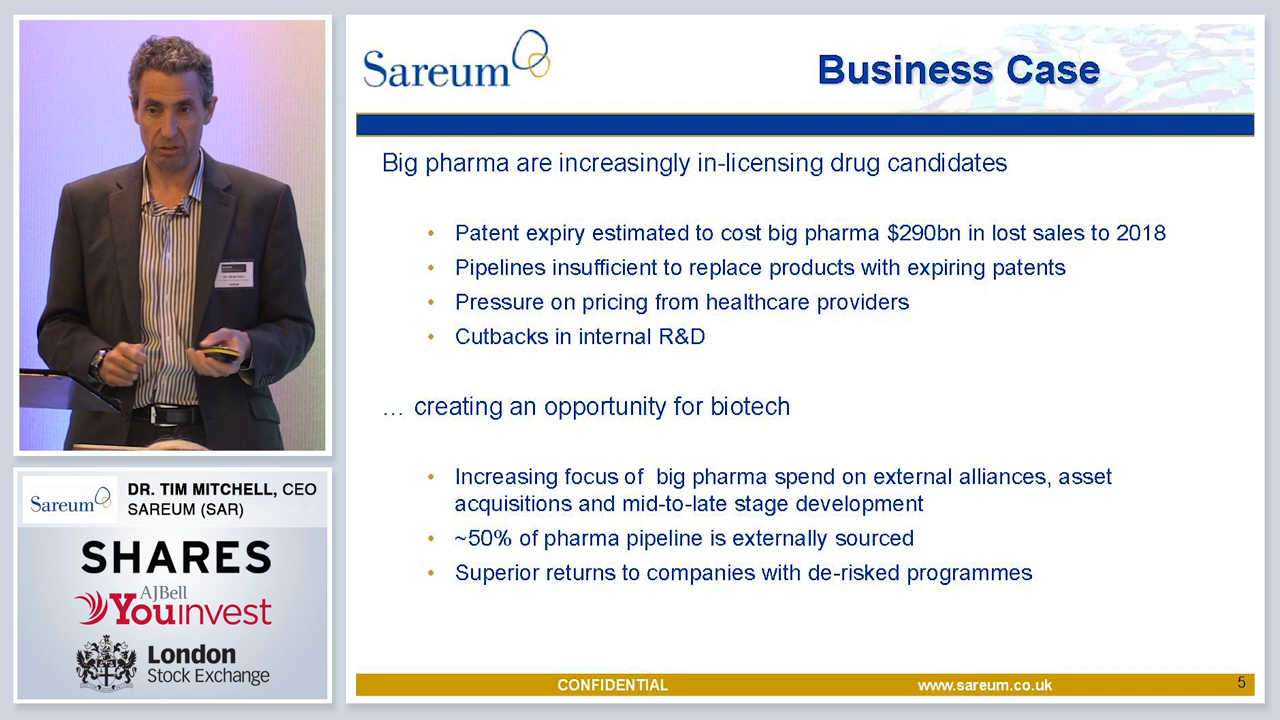 Sareum
Business Case
Big pharma are increasingly in-licensing drug candidates
• Patent expiry estimated to cost big pharma $290bn in lost sales to 2018
• Pipelines insufficient to replace products with expiring patents
• Pressure on pricing from healthcare providers
• Cutbacks in internal R&D
… creating an opportunity for biotech
• Increasing focus of big pharma spend on external alliances, asset
acquisitions and mid-to-late stage development
• ~50% of pharma pipeline is externally sourced
• Superior returns to companies with de-risked programmes
CONFIDENTIAL
www.sareum.co.uk
5
Sareum
DR. TIM MITCHELL, CEO
SAREUM (SAR)
SHARES
AJBell
Youinvest
London
Stock Exchange